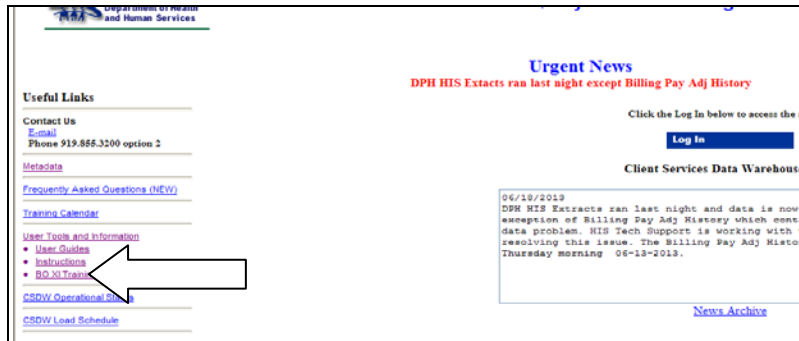 Department of Health
and Human Services
Urgent News
DPH HIS Extacts ran last night except Billing Pay Adj History
Useful Links
Contact Us
E-mail
Phone 919.855.3200 option 2
Metadata
Frequently Asked Questions (NEW)
Training Calendar
User Tools and Information
User Guides
Instructions
BO XI Train
CSDW Operational
CSDW Load Schedule
Click the Log In below to access the
Log In
Client Services Data Warehous
06/18/2013
DPH HIS Extracts ran last night and data is now
exception of Billing Pay Adj History which cont
data problem. HIS Tech Support is working with
resolving this issue. The Billing Pay Adj Histo
Thursday morning 06-13-2013.
News Archive